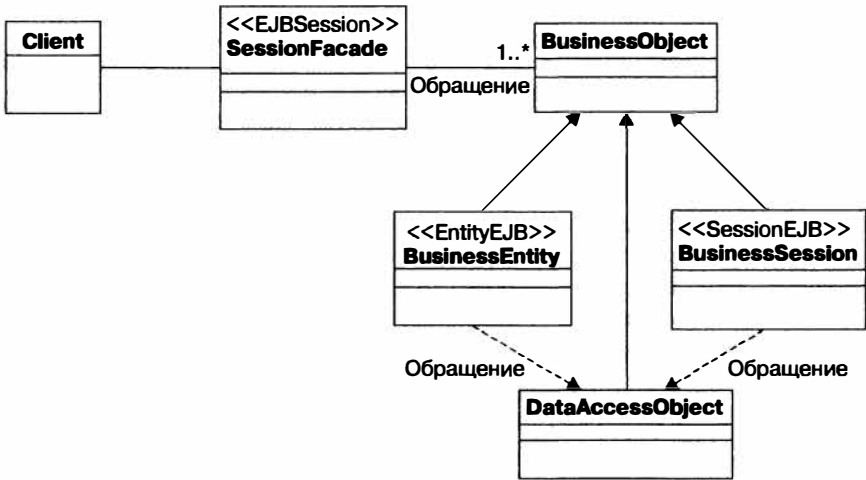 Client
<<EJBSession>>
SessionFacade
1..*
Обращение
BusinessObject
<<EntityEJB>>
BusinessEntity
<<SessionEJB>>
BusinessSession
Обращение
Обращение
DataAccessObject